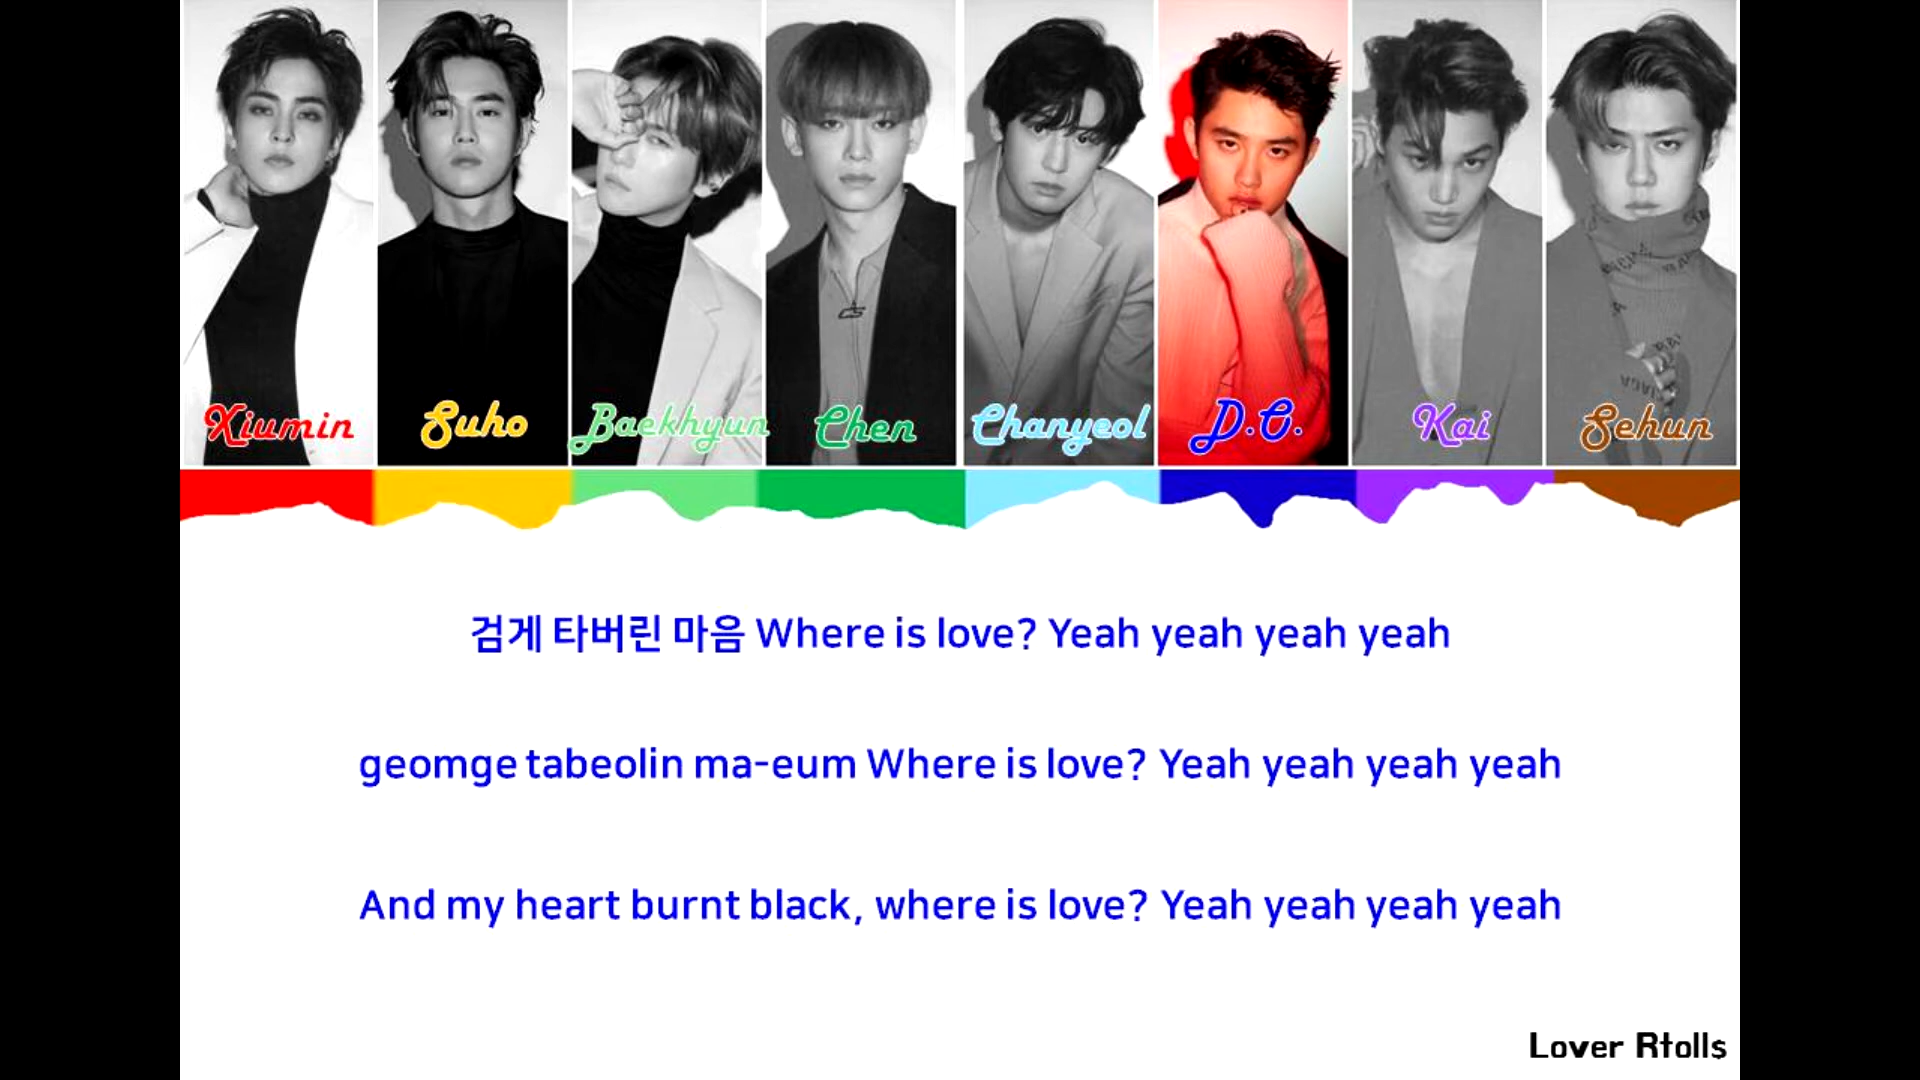 Xiumin Suho Baekhyun Chen Chanyeol D.O. Kai Sehun
검게 타버린 마음 Where is love? Yeah yeah yeah yeah
geomge tabeolin ma-eum Where is love? Yeah yeah yeah yeah
And my heart burnt black, where is love? Yeah yeah yeah yeah
Lover Rtolls